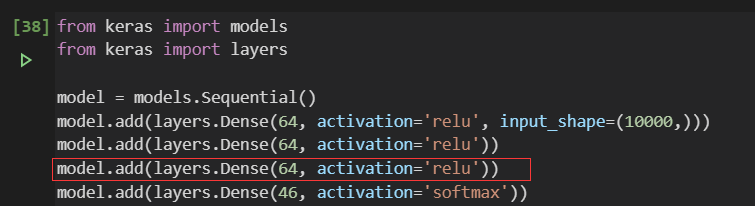 [38] from keras import models
from keras import layers
model = models.Sequential()
model.add(layers.Dense(64, activation='relu', input_shape=(10000,)))
model.add(layers.Dense(64, activation='relu'))
model.add(layers.Dense(64, activation='relu'))
model.add(layers.Dense(46, activation='softmax'))